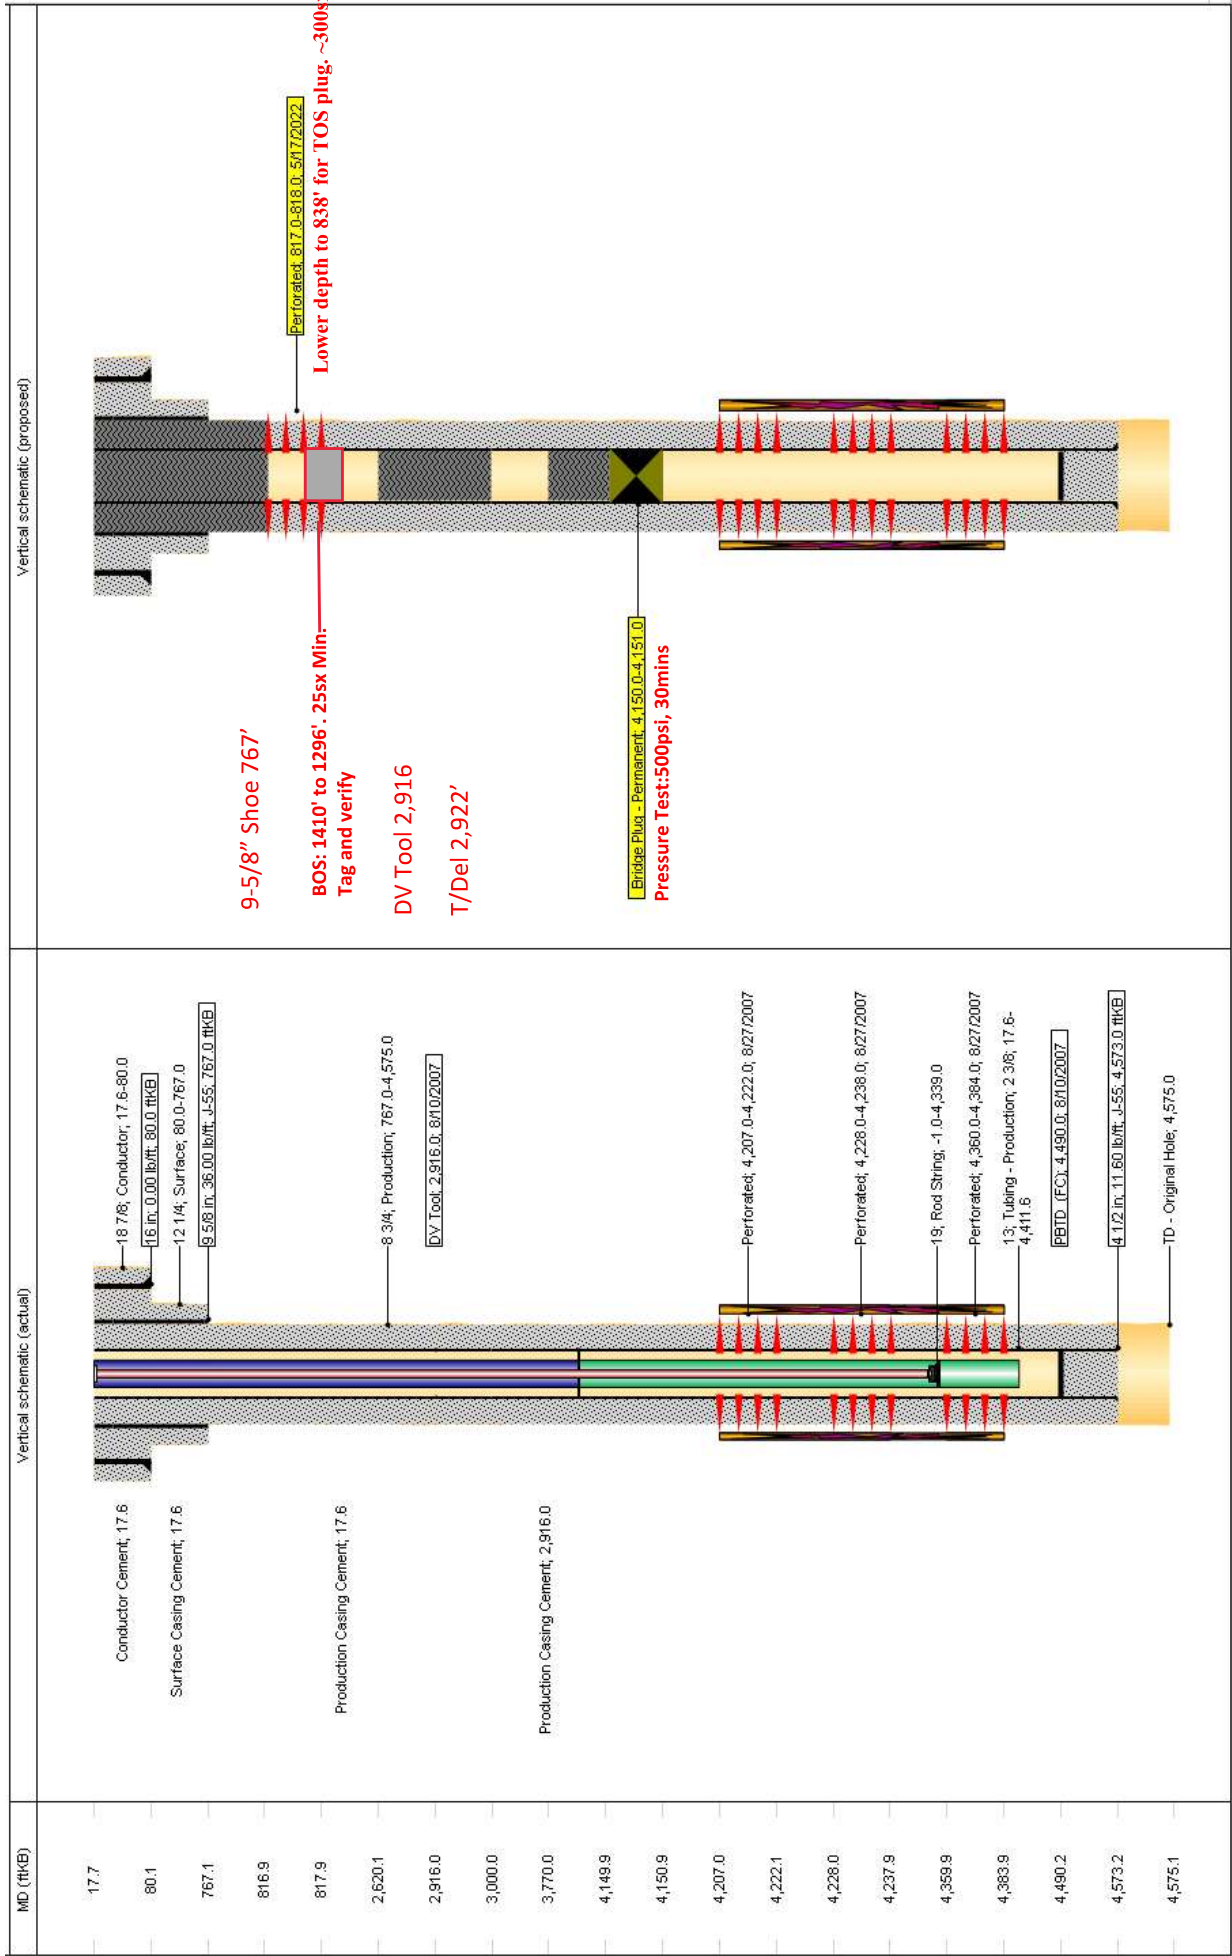 MD (ftKB)
Vertical schematic (actual)
Vertical schematic (proposed)
17.7
80.1
767.1
816.9
817.9
2,620.1
2,916.0
3,000.0
3,770.0
4,149.9
4,150.9
4,207.0
4,222.1
4,228.0
4,237.9
4,359.9
4,383.9
4,490.2
4,573.2
4,575.1
Conductor Cement; 17.6
Surface Casing Cement; 17.6
Production Casing Cement; 17.6
Production Casing Cement; 2,916.0
18 7/8; Conductor; 17.6-80.0
16 in; 0.00 lb/ft; 80.0 ftKB
12 1/4; Surface; 80.0-767.0
9 5/8 in; 36.00 lb/ft; J-55; 767.0 ftKB
8 3/4; Production; 767.0-4,575.0
DV Tool; 2,916.0; 8/10/2007
Perforated; 4,207.0-4,222.0; 8/27/2007
Perforated; 4,228.0-4,238.0; 8/27/2007
19; Rod String; -1.0-4,339.0
Perforated; 4,360.0-4,384.0; 8/27/2007
13; Tubing - Production; 2 3/8; 17.6-
4,411.6
PBTD (FC); 4,490.0; 8/10/2007
4 1/2 in; 11.60 lb/ft; J-55; 4,573.0 ftKB
TD - Original Hole; 4,575.0
9-5/8” Shoe 767’
BOS: 1410' to 1296'. 25sx Min.
Tag and verify
DV Tool 2,916
T/Del 2,922’
Bridge Plug - Permanent; 4,150.0-4,151.0
Pressure Test:500psi, 30mins
Perforated; 817.0-818.0; 5/17/2022
Lower depth to 838' for TOS plug.